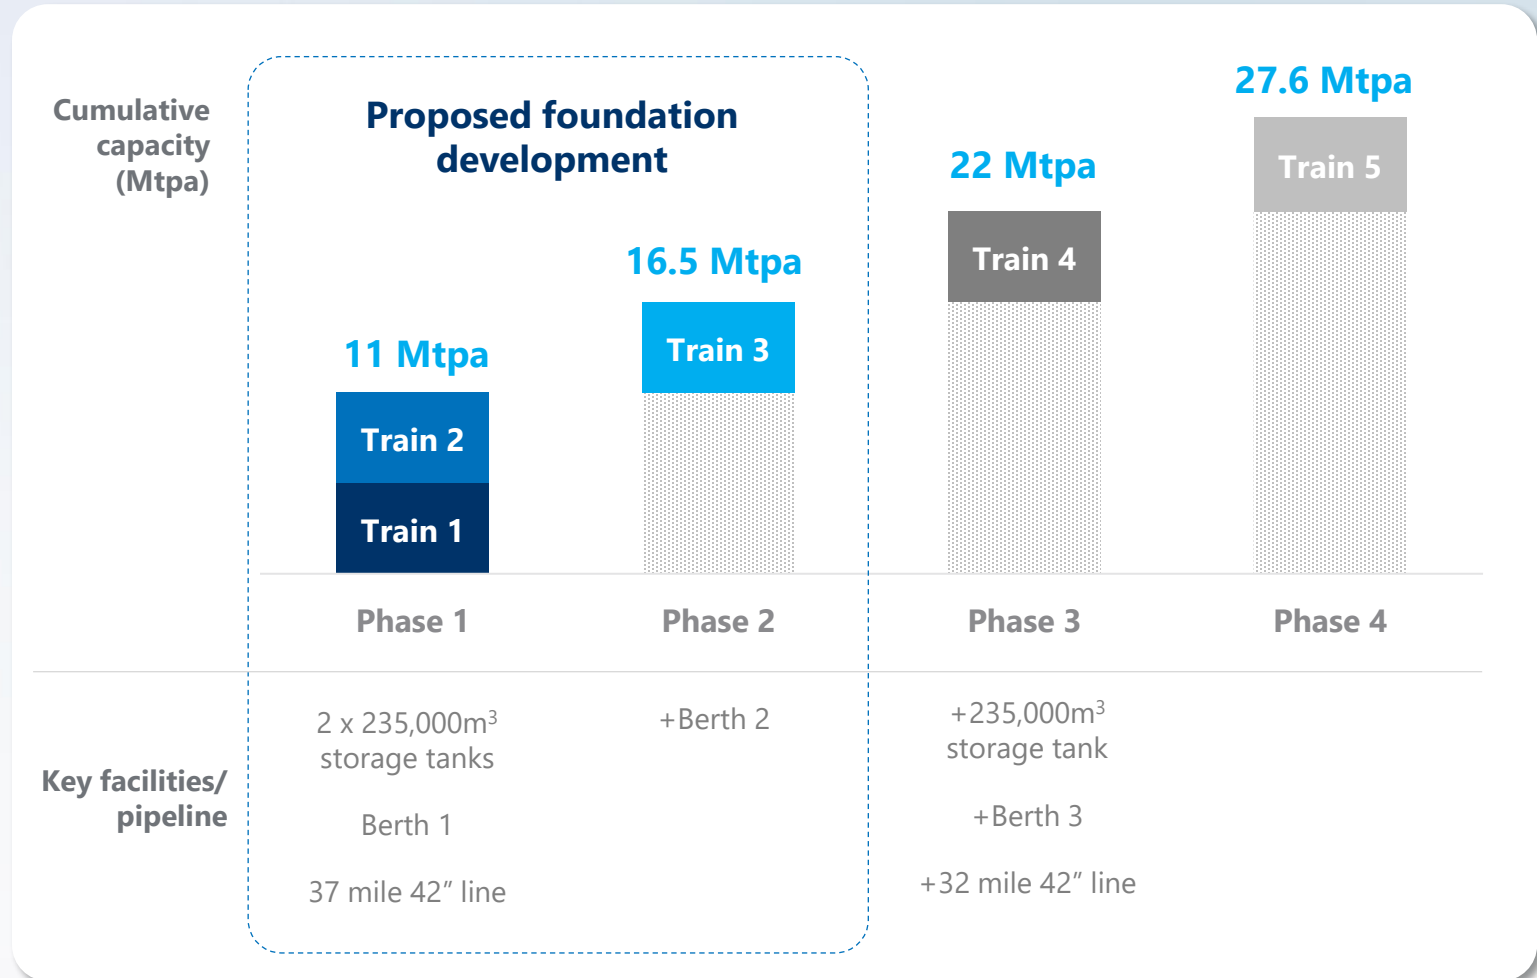 Cumulative
capacity
(Mtpa)
Proposed foundation
development
11 Mtpa
16.5 Mtpa
22 Mtpa
27.6 Mtpa
Train 2
Train 1
Train 3
Train 4
Train 5
Phase 1
Phase 2
Phase 3
Phase 4
Key facilities/
pipeline
2 x 235,000m³
storage tanks
Berth 1
37 mile 42” line
+Berth 2
+235,000m³
storage tank
+Berth 3
+32 mile 42” line